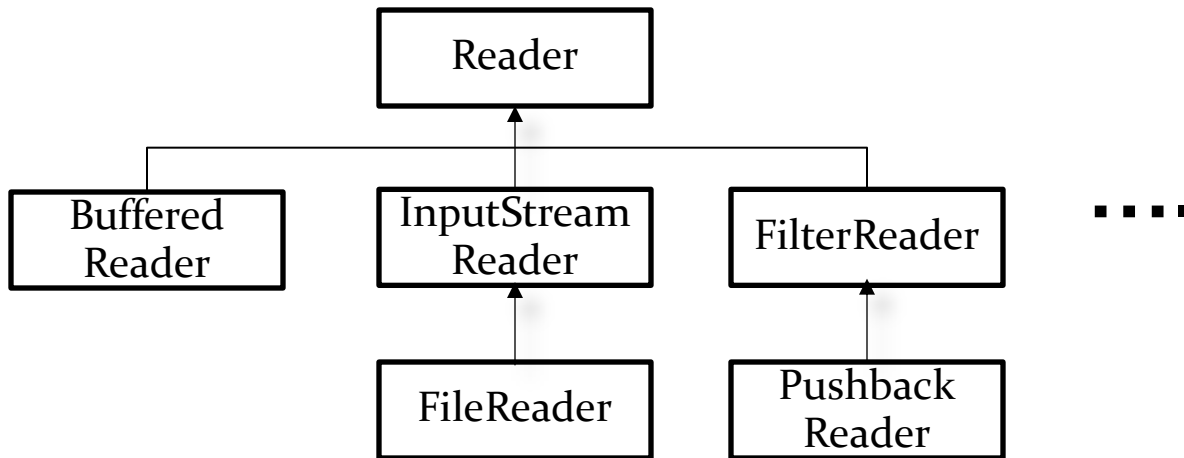 Reader
Buffered
Reader
InputStream
Reader
FilterReader
FileReader
Pushback
Reader